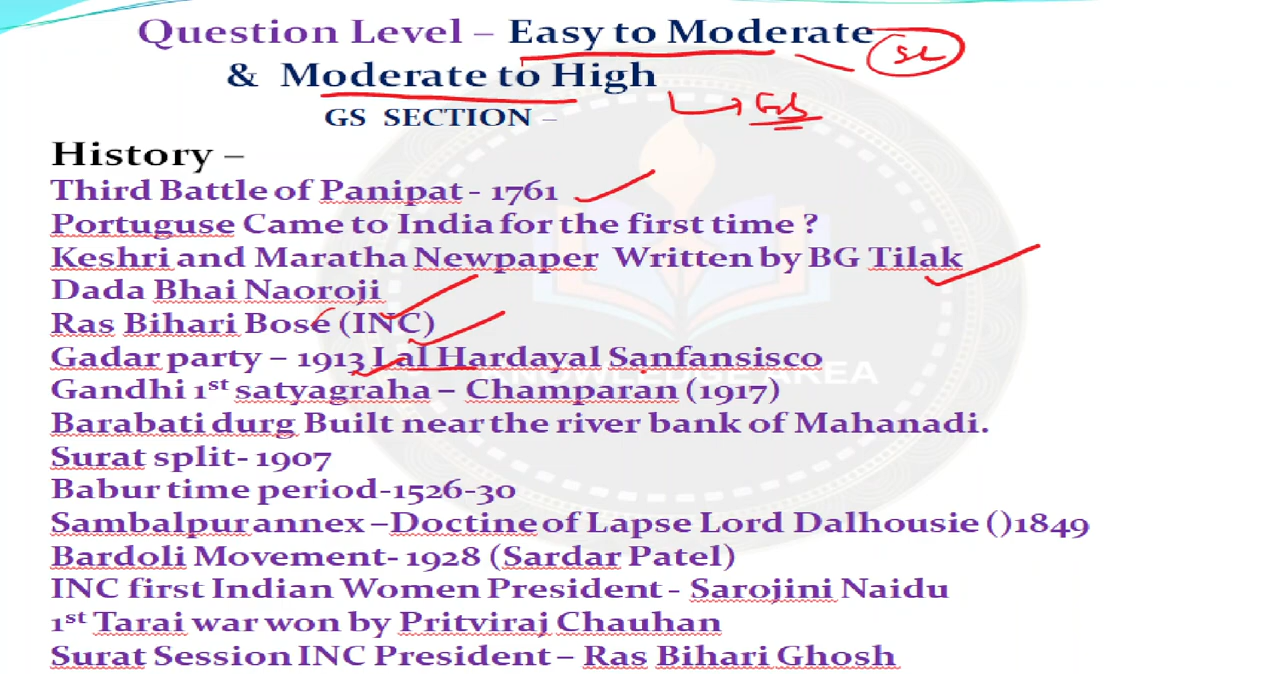 Question Level – Easy to Moderate
SL
& Moderate to High
GS
GS SECTION –
History –
Third Battle of Panipat - 1761
Portuguse Came to India for the first time ?
Keshri and Maratha Newpaper Written by BG Tilak
Dada Bhai Naoroji
Ras Bihari Bose (INC)
Gadar party – 1913 Lal Hardayal Sanfansisco
KNOWLEDGE AREA
Gandhi 1st satyagraha – Champaran (1917)
Barabati durg Built near the river bank of Mahanadi.
Surat split- 1907
Babur time period-1526-30
Sambalpur annex –Doctine of Lapse Lord Dalhousie ()1849
Bardoli Movement- 1928 (Sardar Patel)
INC first Indian Women President - Sarojini Naidu
1st Tarai war won by Pritviraj Chauhan
Surat Session INC President – Ras Bihari Ghosh